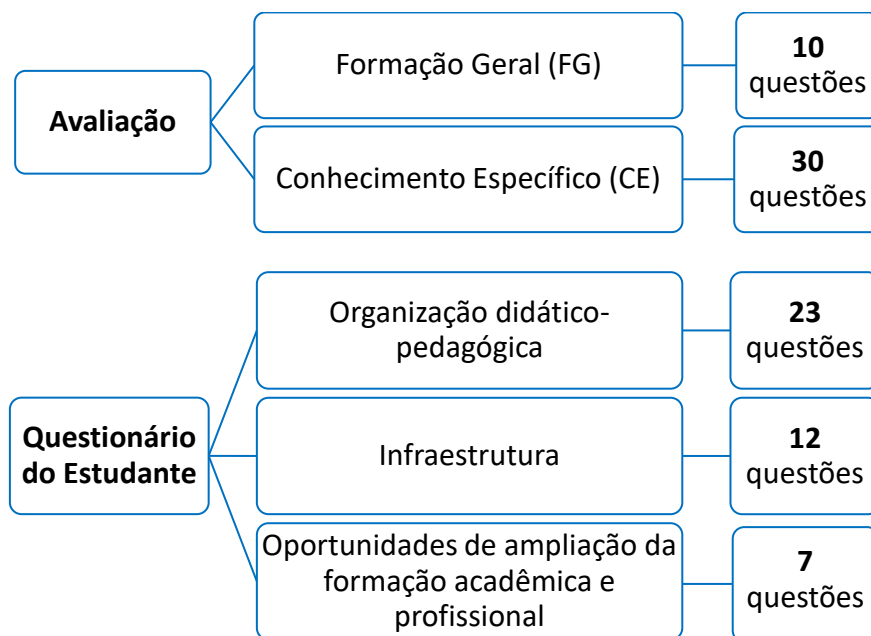 Avaliação
Formação Geral (FG)
10
questões
Conhecimento Específico (CE)
30
questões
Questionário
do Estudante
Organização didático-
pedagógica
23
questões
Infraestrutura
12
questões
Oportunidades de ampliação da
formação acadêmica e
profissional
7
questões